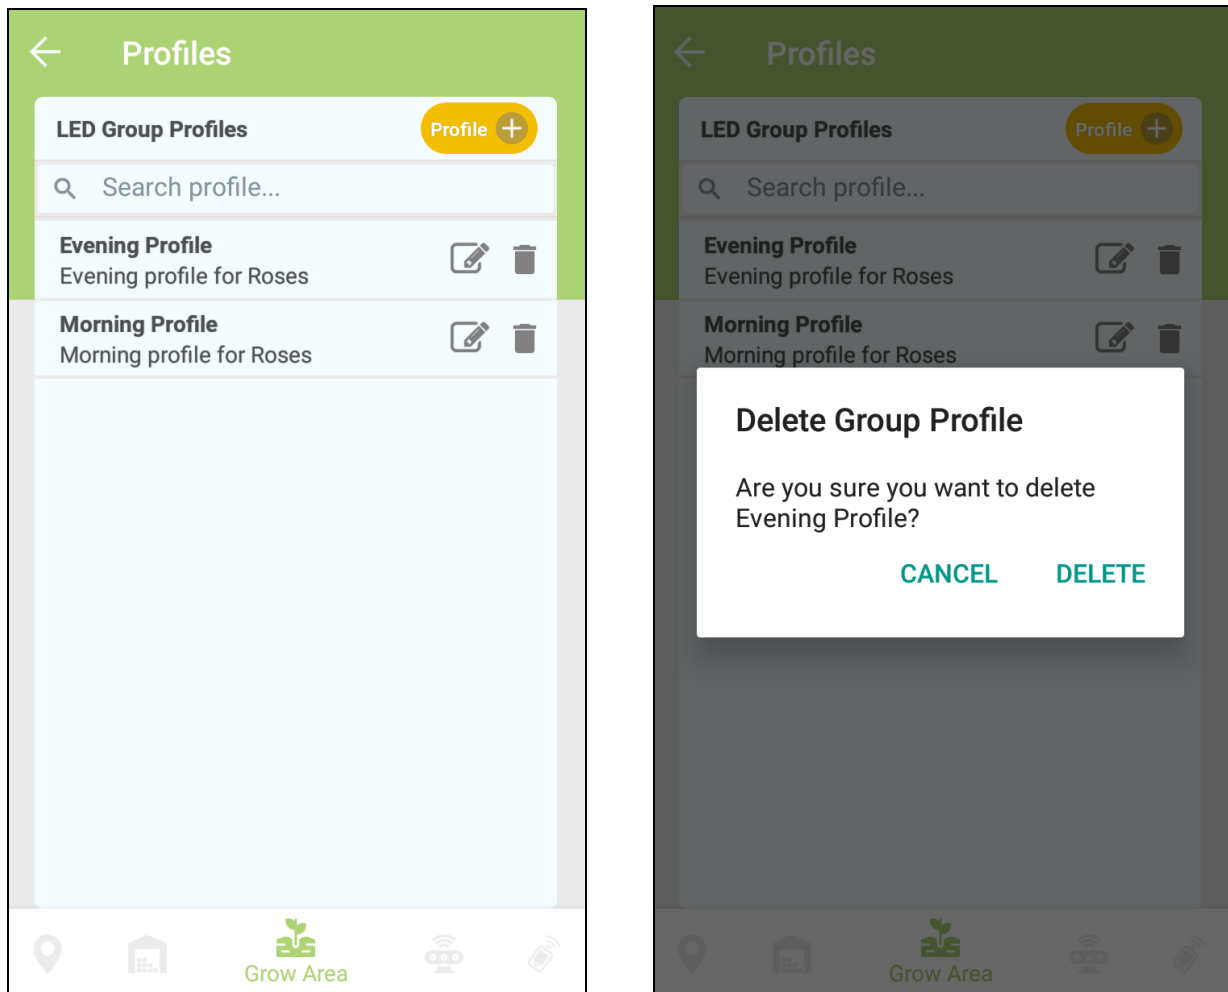 Profiles
LED Group Profiles
Profile +
Search profile...
Evening Profile
Evening profile for Roses
Morning Profile
Morning profile for Roses
Grow Area
Profiles
LED Group Profiles
Profile +
Search profile...
Evening Profile
Evening profile for Roses
Morning Profile
Morning profile for Roses
Delete Group Profile
Are you sure you want to delete
Evening Profile?
CANCEL DELETE
Grow Area